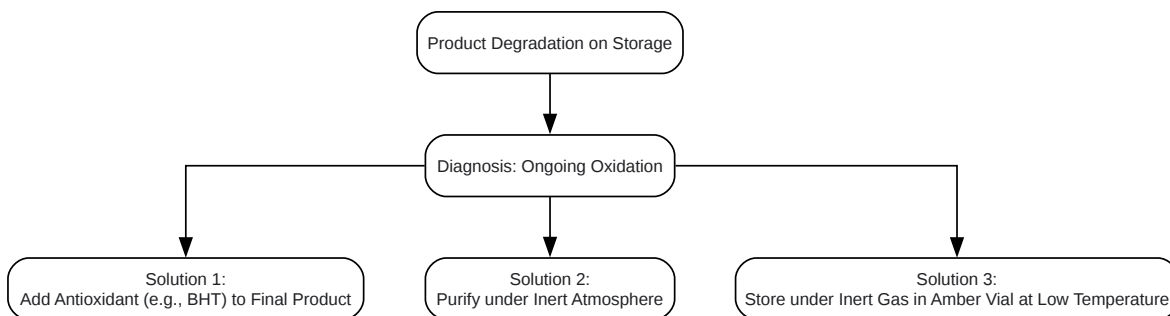 Product Degradation on Storage
Diagnosis: Ongoing Oxidation
Solution 1:
Add Antioxidant (e.g., BHT) to Final Product
Solution 2:
Purify under Inert Atmosphere
Solution 3:
Store under Inert Gas in Amber Vial at Low Temperature